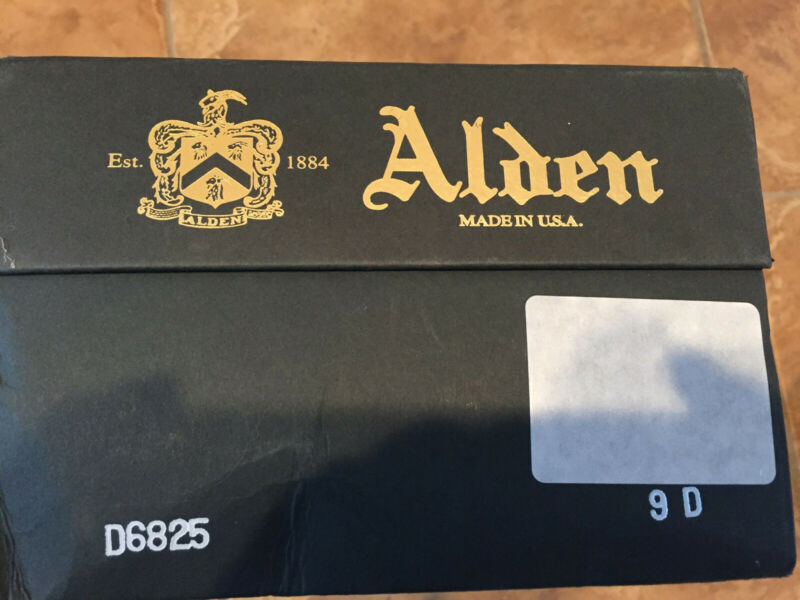 Est. 1884
ALDEN
Alden
MADE IN U.S.A.
9 D
D6825